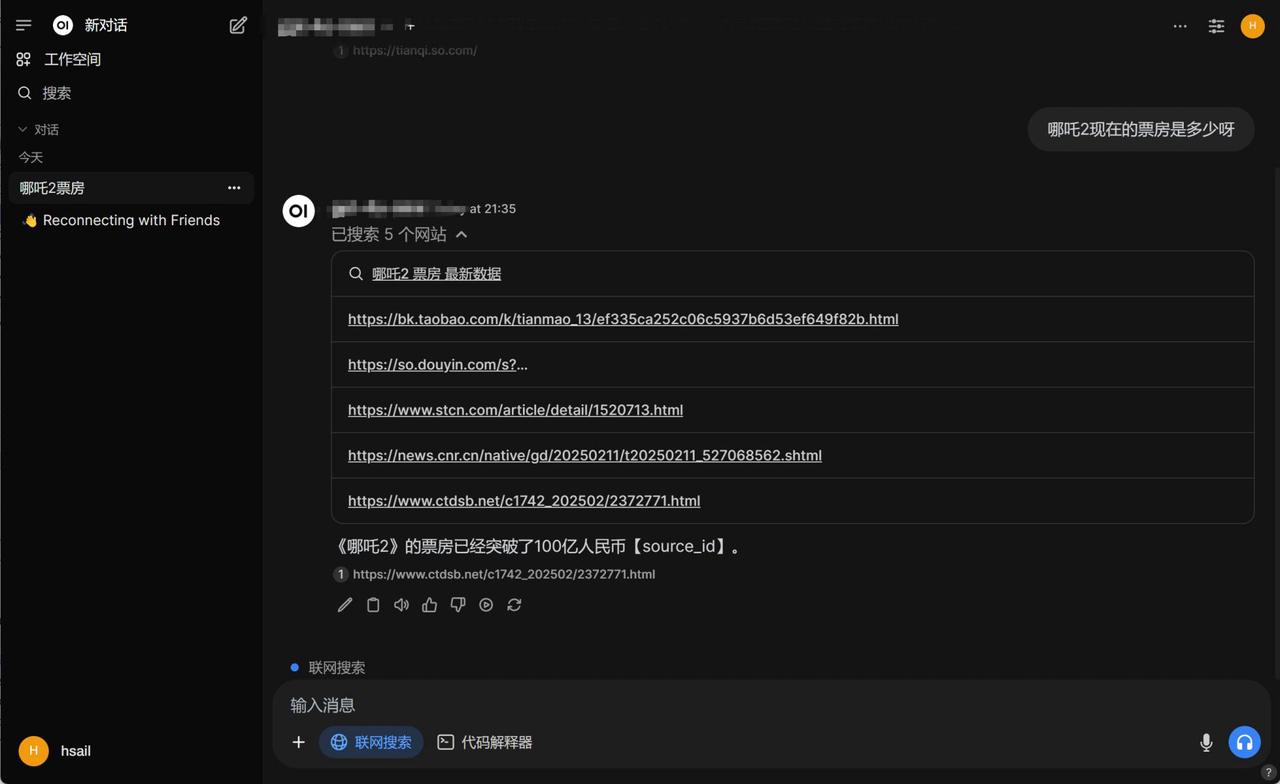 OI 新对话
工作空间
搜索
对话
今天
哪吒2票房
👋 Reconnecting with Friends
H hsail
+
H
1 https://tianqi.so.com/
哪吒2现在的票房是多少呀
OI
at 21:35
已搜索 5 个网站
哪吒2 票房 最新数据
https://bk.taobao.com/k/tianmao_13/ef335ca252c06c5937b6d53ef649f82b.html
https://so.douyin.com/s?...
https://www.stcn.com/article/detail/1520713.html
https://news.cnr.cn/native/gd/20250211/t20250211_527068562.shtml
https://www.ctdsb.net/c1742_202502/2372771.html
《哪吒2》的票房已经突破了100亿人民币【source_id】。
1 https://www.ctdsb.net/c1742_202502/2372771.html
联网搜索
输入消息
+ 联网搜索 代码解释器
?